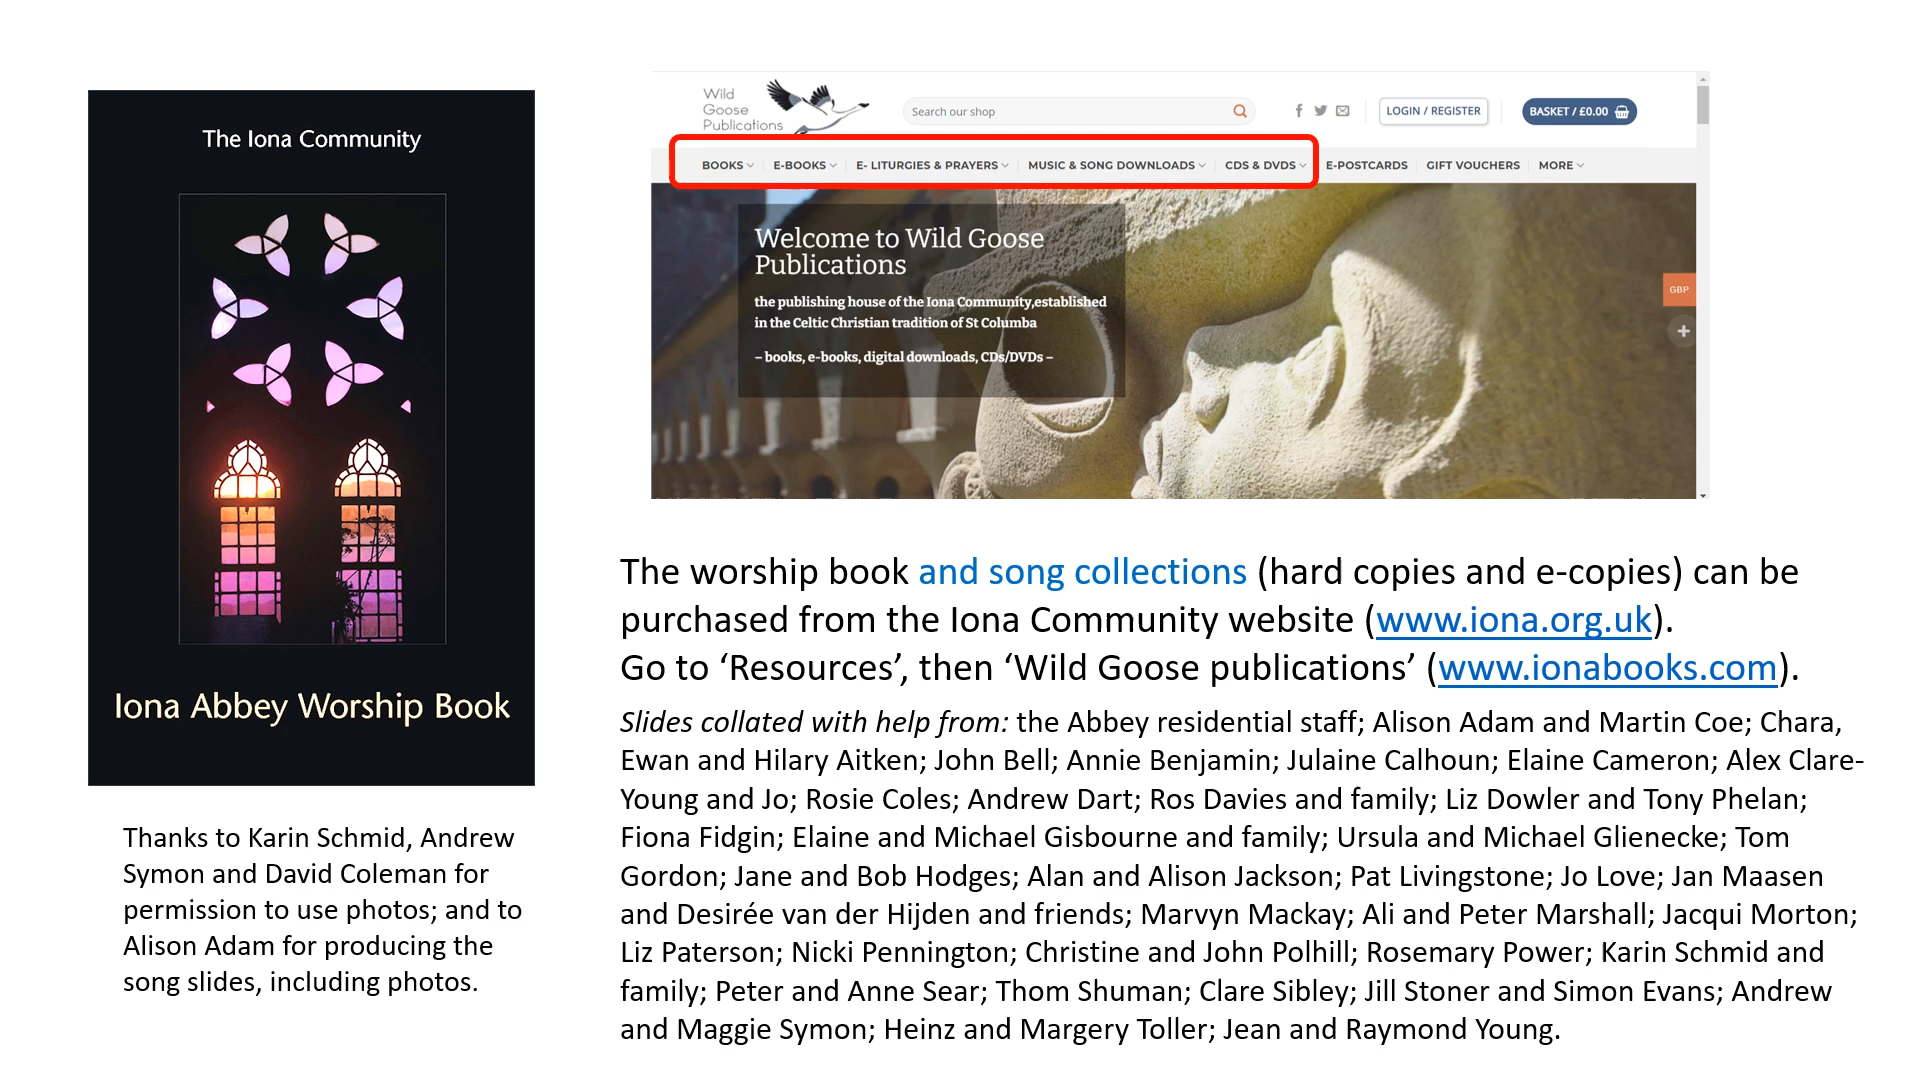 The Iona Community
Iona Abbey Worship Book
Thanks to Karin Schmid, Andrew
Symon and David Coleman for
permission to use photos; and to
Alison Adam for producing the
song slides, including photos.
Wild
Goose
Publications
Search our shop
LOGIN / REGISTER
BASKET / £0.00
BOOKS
E-BOOKS
E- LITURGIES & PRAYERS
MUSIC & SONG DOWNLOADS
CDS & DVDS
E-POSTCARDS
GIFT VOUCHERS
MORE
Welcome to Wild Goose
Publications
the publishing house of the Iona Community,established
in the Celtic Christian tradition of St Columba
– books, e-books, digital downloads, CDs/DVDs –
GBP
The worship book and song collections (hard copies and e-copies) can be
purchased from the Iona Community website (www.iona.org.uk).
Go to ‘Resources’, then ‘Wild Goose publications’ (www.ionabooks.com).
Slides collated with help from: the Abbey residential staff; Alison Adam and Martin Coe; Chara,
Ewan and Hilary Aitken; John Bell; Annie Benjamin; Julaine Calhoun; Elaine Cameron; Alex Clare-
Young and Jo; Rosie Coles; Andrew Dart; Ros Davies and family; Liz Dowler and Tony Phelan;
Fiona Fidgin; Elaine and Michael Gisbourne and family; Ursula and Michael Glienecke; Tom
Gordon; Jane and Bob Hodges; Alan and Alison Jackson; Pat Livingstone; Jo Love; Jan Maasen
and Desirée van der Hijden and friends; Marvyn Mackay; Ali and Peter Marshall; Jacqui Morton;
Liz Paterson; Nicki Pennington; Christine and John Polhill; Rosemary Power; Karin Schmid and
family; Peter and Anne Sear; Thom Shuman; Clare Sibley; Jill Stoner and Simon Evans; Andrew
and Maggie Symon; Heinz and Margery Toller; Jean and Raymond Young.